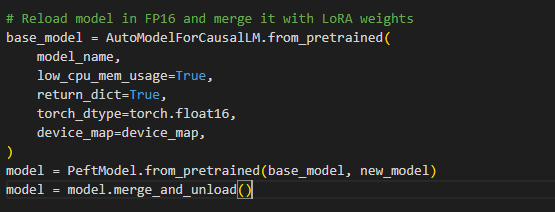 # Reload model in FP16 and merge it with LoRA weights
base_model = AutoModelForCausalLM.from_pretrained(
    model_name,
    low_cpu_mem_usage=True,
    return_dict=True,
    torch_dtype=torch.float16,
    device_map=device_map,
)
model = PeftModel.from_pretrained(base_model, new_model)
model = model.merge_and_unload()